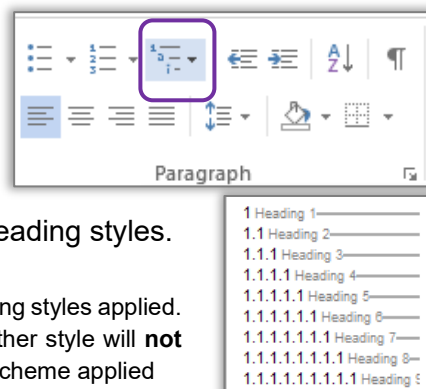 Paragraph
eading styles.
ng styles applied.
ther style will not
cheme applied
1 Heading 1
1.1 Heading 2
1.1.1 Heading 3
1.1.1.1 Heading 4
1.1.1.1.1 Heading 5
1.1.1.1.1.1 Heading 6
1.1.1.1.1.1.1 Heading 7
1.1.1.1.1.1.1.1 Heading 8
1.1.1.1.1.1.1.1.1 Heading 9